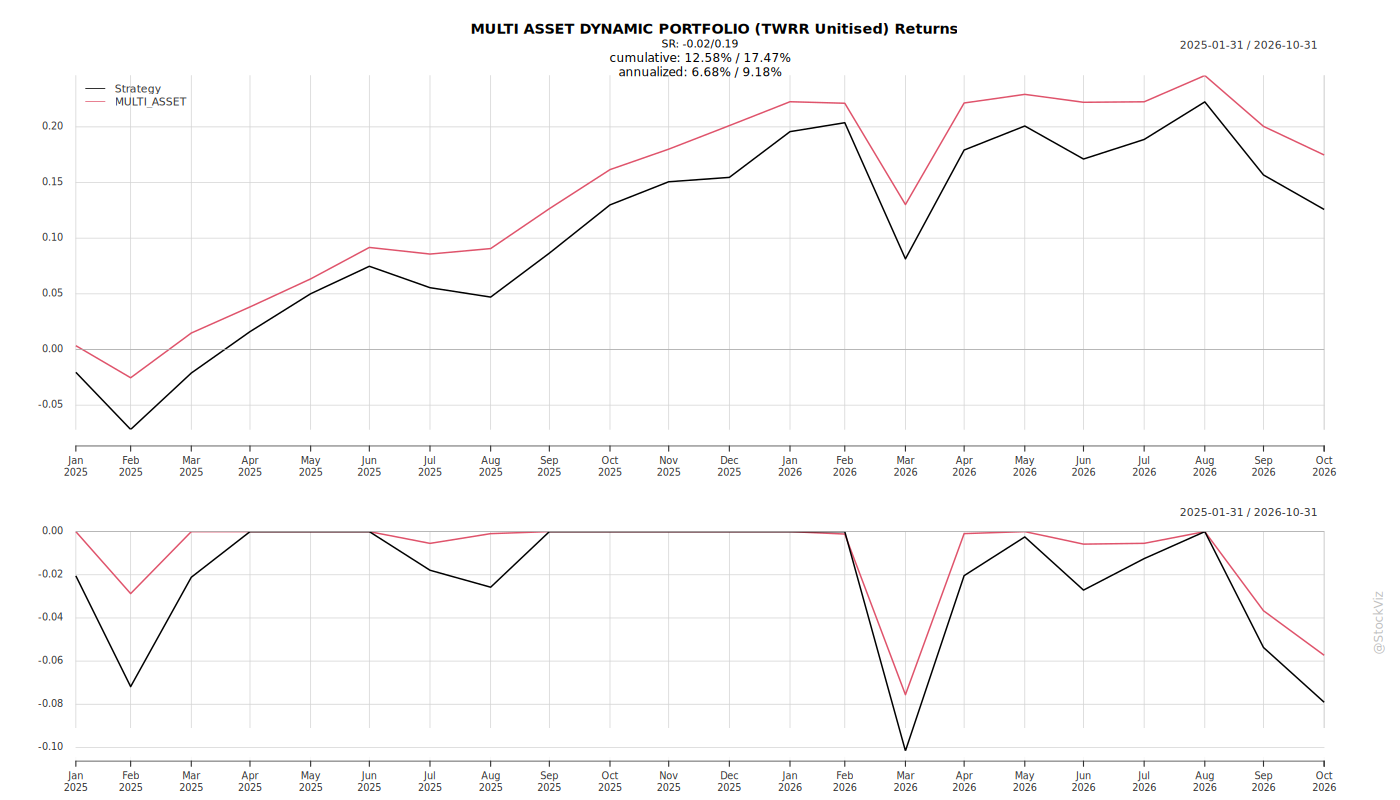 MULTI ASSET DYNAMIC PORTFOLIO (TWRR Unitised) Returns
SR: -0.02/0.19
cumulative: 12.58% / 17.47%
annualized: 6.68% / 9.18%
2025-01-31 / 2026-10-31
Strategy
MULTI_ASSET
0.20
0.15
0.10
0.05
0.00
-0.05
Jan Feb Mar Apr May Jun Jul Aug Sep Oct Nov Dec Jan Feb Mar Apr May Jun Jul Aug Sep Oct
2025 2025 2025 2025 2025 2025 2025 2025 2025 2025 2025 2025 2026 2026 2026 2026 2026 2026 2026 2026 2026 2026
2025-01-31 / 2026-10-31
0.00
-0.02
-0.04
-0.06
-0.08
-0.10
Jan Feb Mar Apr May Jun Jul Aug Sep Oct Nov Dec Jan Feb Mar Apr May Jun Jul Aug Sep Oct
2025 2025 2025 2025 2025 2025 2025 2025 2025 2025 2025 2025 2026 2026 2026 2026 2026 2026 2026 2026 2026 2026
@StockViz